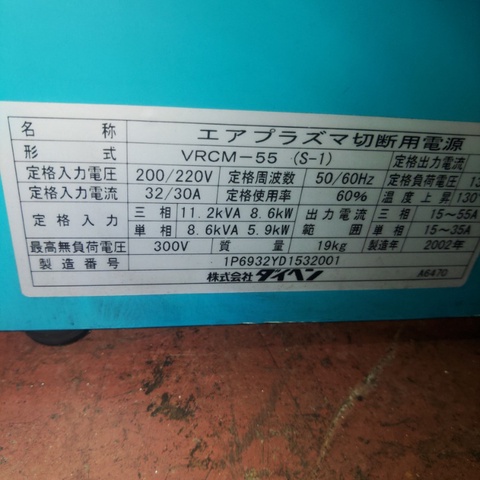 名 称 エアプラズマ切断用電源
形 式 VRCM-55 (S-1) 定格出力電流
定格入力電圧 200/220V 定格周波数 50/60Hz 定格負荷電圧 13
定格入力電流 32/30A 定格使用率 60% 温度上昇 130°
定格入力 三相 11.2kVA 8.6kW 出力電流範囲 三相 15~55A
単相 8.6kVA 5.9kW 単相 15~35A
最高無負荷電圧 300V 質量 19kg 製造年 2002年
製造番号 1P6932YD1532001
株式会社 ダイヘン A6470